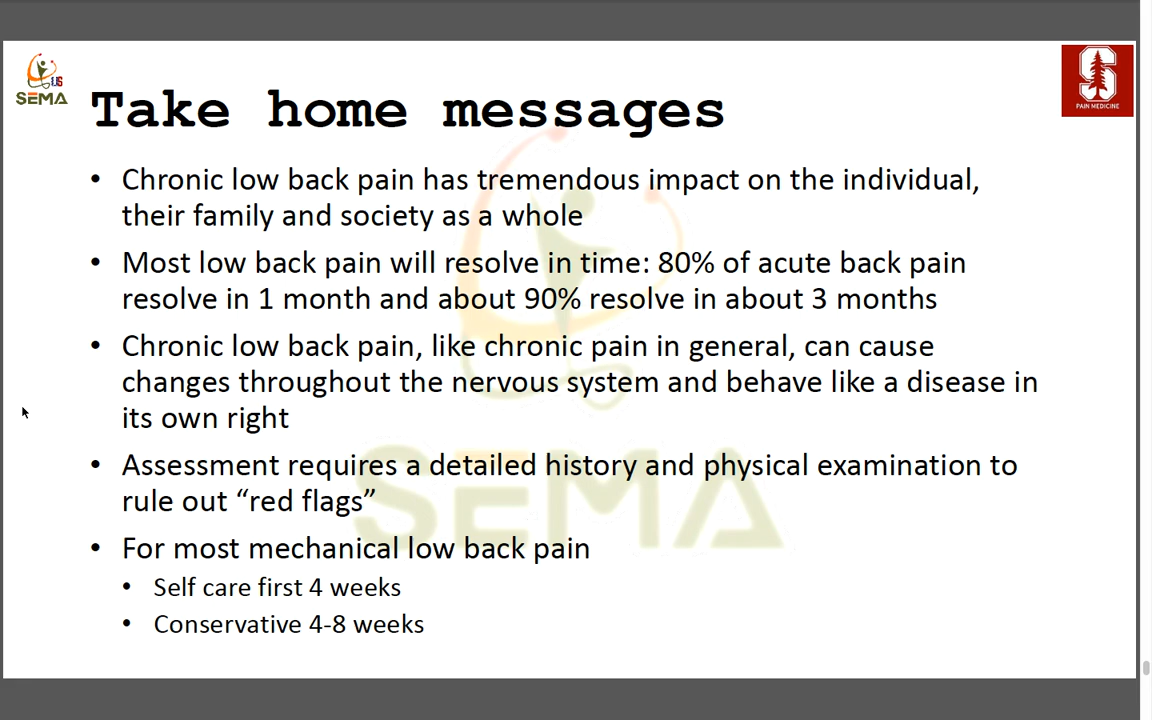 US
SEMA
Take home messages
PAIN MEDICINE
• Chronic low back pain has tremendous impact on the individual,
their family and society as a whole
• Most low back pain will resolve in time: 80% of acute back pain
resolve in 1 month and about 90% resolve in about 3 months
• Chronic low back pain, like chronic pain in general, can cause
changes throughout the nervous system and behave like a disease in
its own right
• Assessment requires a detailed history and physical examination to
rule out “red flags”
• For most mechanical low back pain
• Self care first 4 weeks
• Conservative 4-8 weeks
SEMA